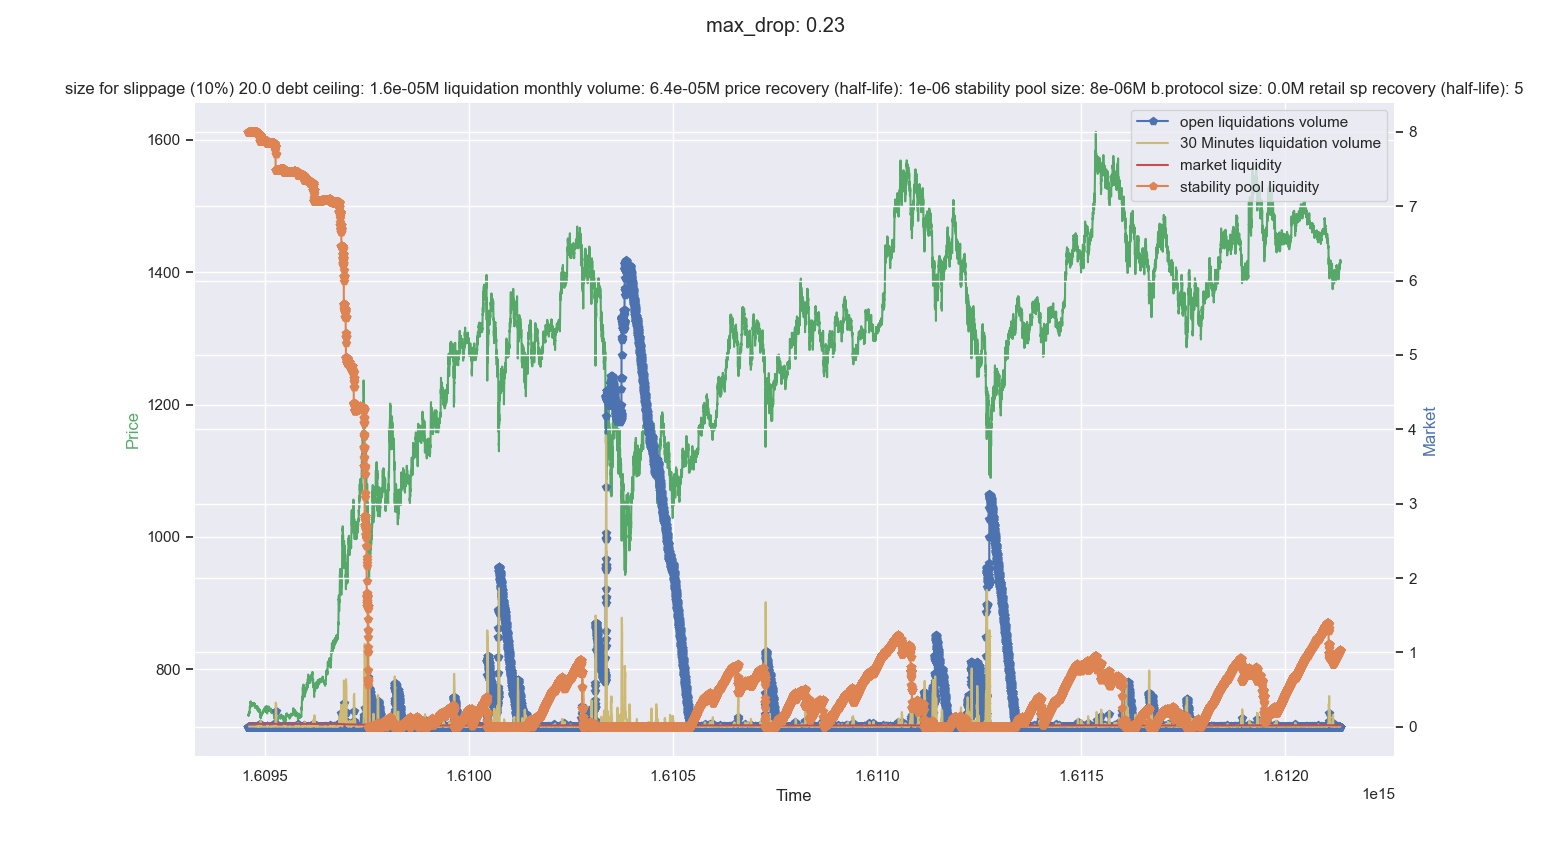 max_drop: 0.23
size for slippage (10%) 20.0 debt ceiling: 1.6e-05M liquidation monthly volume: 6.4e-05M price recovery (half-life): 1e-06 stability pool size: 8e-06M b.protocol size: 0.0M retail sp recovery (half-life): 5
open liquidations volume
30 Minutes liquidation volume
market liquidity
stability pool liquidity
1600
1400
1200
1000
800
Price
8
7
6
5
4
3
2
1
0
Market
1.6095
1.6100
1.6105
1.6110
1.6115
1.6120
Time
1e15